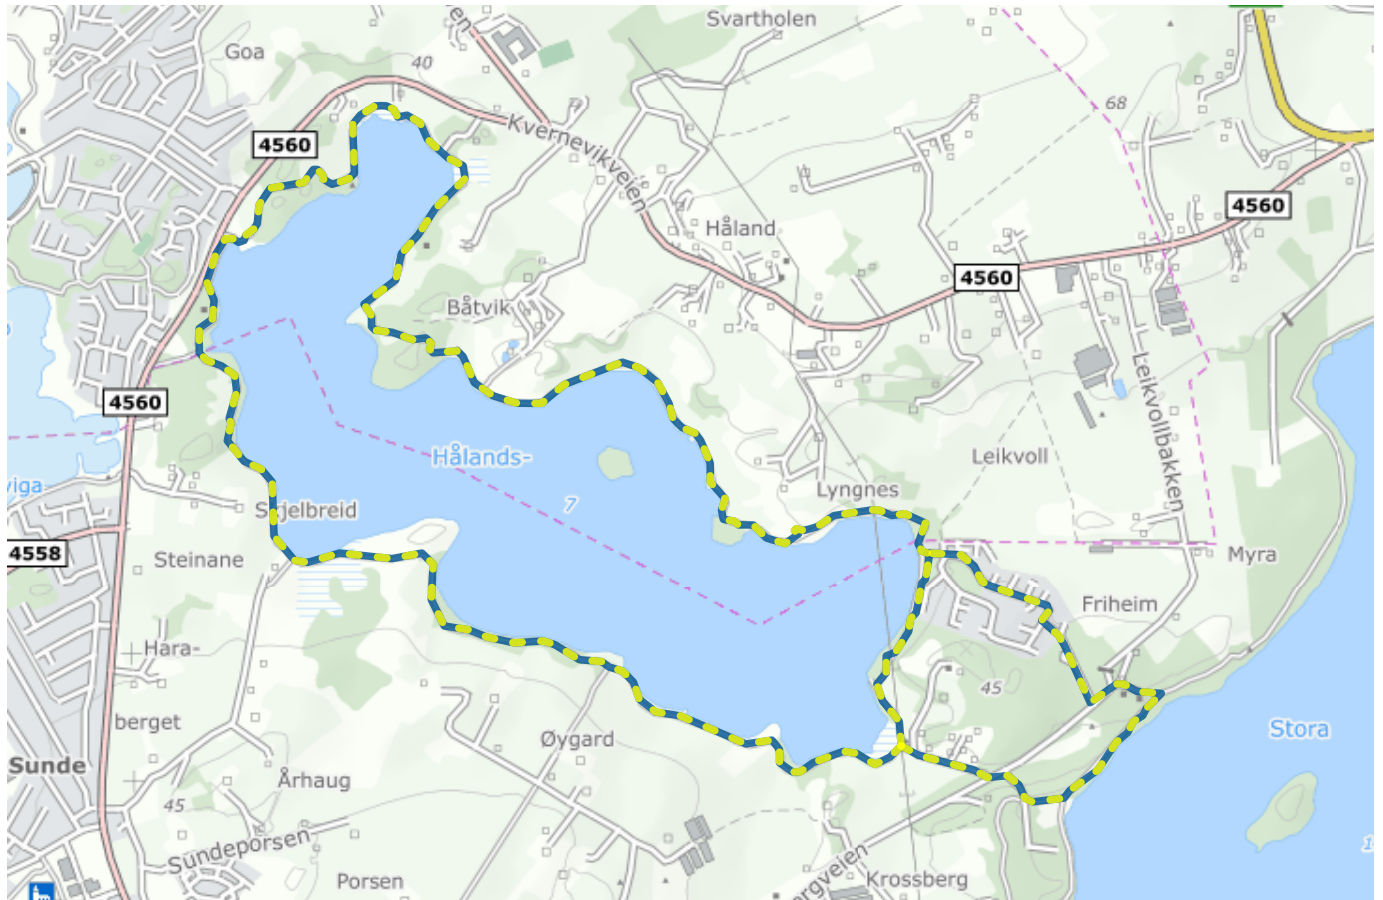 Svartholen
Goa
40
68
4560
Kvernevikveien
4560
Håland
4560
Båtvik
Leikvollbakken
4560
Hålands-
Leikvoll
7
Lyngnes
Skjelbreid
4558
Steinane
Myra
Friheim
Hara-
berget
45
Øygard
Stora
Sunde
Århaug
45
Sundeporsen
Porsen
Krossberg